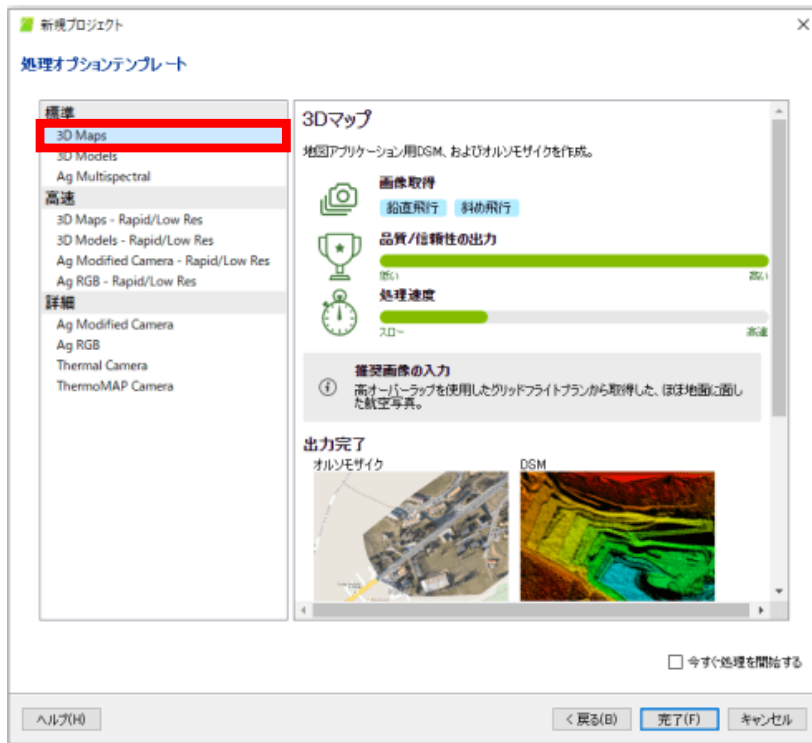 新規プロジェクト
処理オプションテンプレート
標準
3D Maps
3D Models
Ag Multispectral
高速
3D Maps - Rapid/Low Res
3D Models - Rapid/Low Res
Ag Modified Camera - Rapid/Low Res
Ag RGB - Rapid/Low Res
詳細
Ag Modified Camera
Ag RGB
Thermal Camera
ThermoMAP Camera
3Dマップ
地図アプリケーション用DSM、およびオルソモザイクを作成。
画像取得
鉛直飛行 斜め飛行
品質/信頼性の出力
低い 高い
処理速度
スロー 高速
推奨画像の入力
高オーバーラップを使用したグリッドフライトプランから取得した、ほぼ地面に面し
た航空写真。
出力完了
オルソモザイク DSM
今すぐ処理を開始する
ヘルプ(H) < 戻る(B) 完了(F) キャンセル